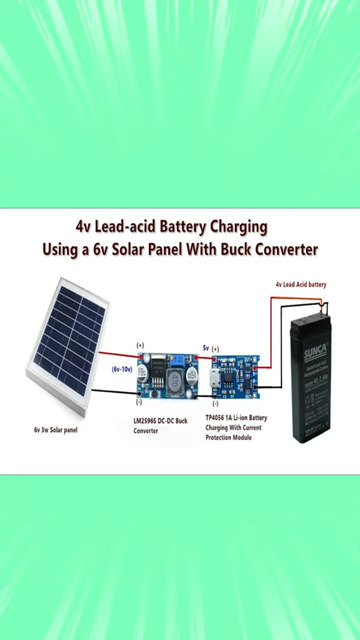 4v Lead-acid Battery Charging
Using a 6v Solar Panel With Buck Converter
4v Lead Acid battery
(+)
5v
(+)
(6v-10v)
SUNCA
(-)
(-)
6v 3w Solar panel
LM2596S DC-DC Buck
Converter
TP4056 1A Li-ion Battery
Charging With Current
Protection Module